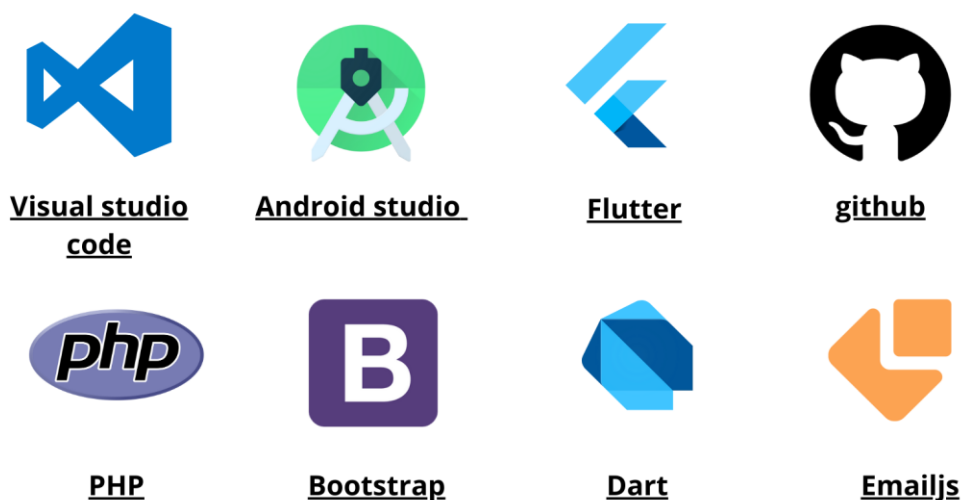 Visual studio
code
Android studio
Flutter
github
php
B
PHP
Bootstrap
Dart
Emailjs